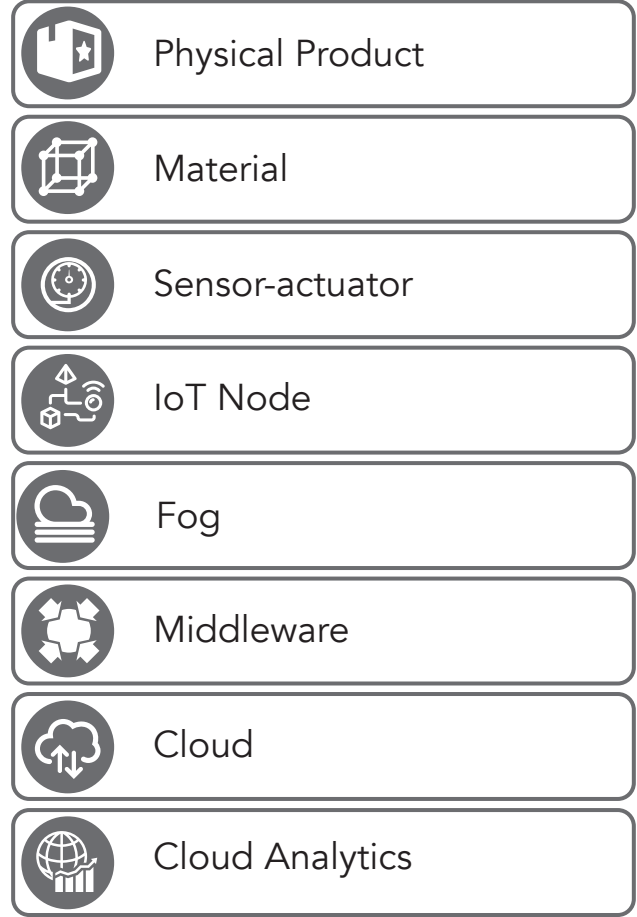 Physical Product
Material
Sensor-actuator
IoT Node
Fog
Middleware
Cloud
Cloud Analytics